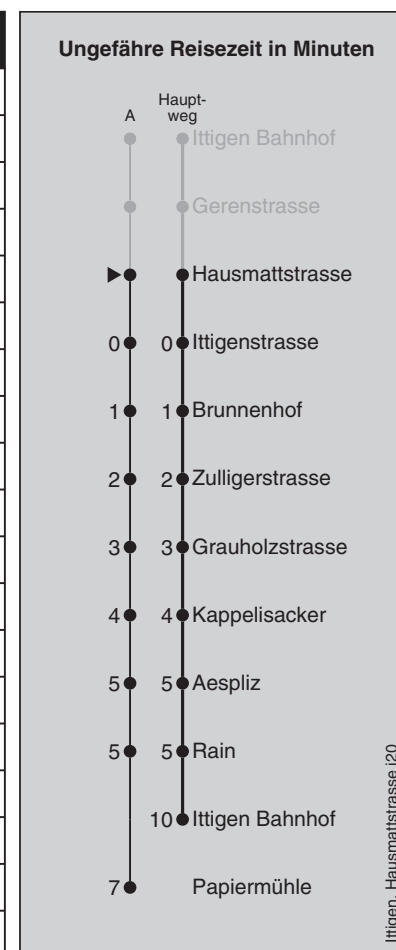 Ungefähre Reisezeit in Minuten
A
Haupt-
weg
Ittigen Bahnhof
Gerenstrasse
Hausmattstrasse
0 0 Ittigenstrasse
1 1 Brunnenhof
2 2 Zulligerstrasse
3 3 Grauholzstrasse
4 4 Kappelisacker
5 5 Aespliz
5 5 Rain
10 Ittigen Bahnhof
7 Papiermühle
Ittigen, Hausmattstrasse i20